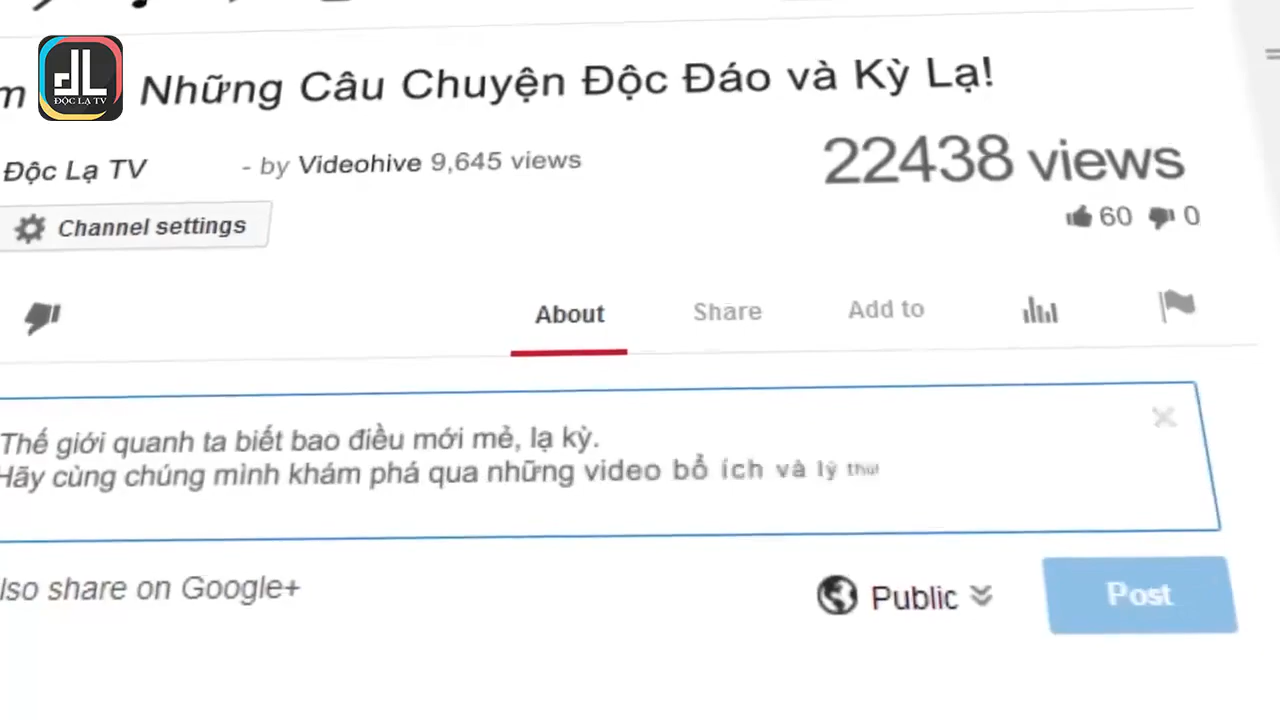 Những Câu Chuyện Độc Đáo và Kỳ Lạ!
ĐỘC LẠ TV
Độc Lạ TV - by Videohive 9,645 views
22438 views
60 0
Channel settings
About Share Add to
Thế giới quanh ta biết bao điều mới mẻ, lạ kỳ.
Hãy cùng chúng mình khám phá qua những video bổ ích và lý
share on Google+
Public
Post